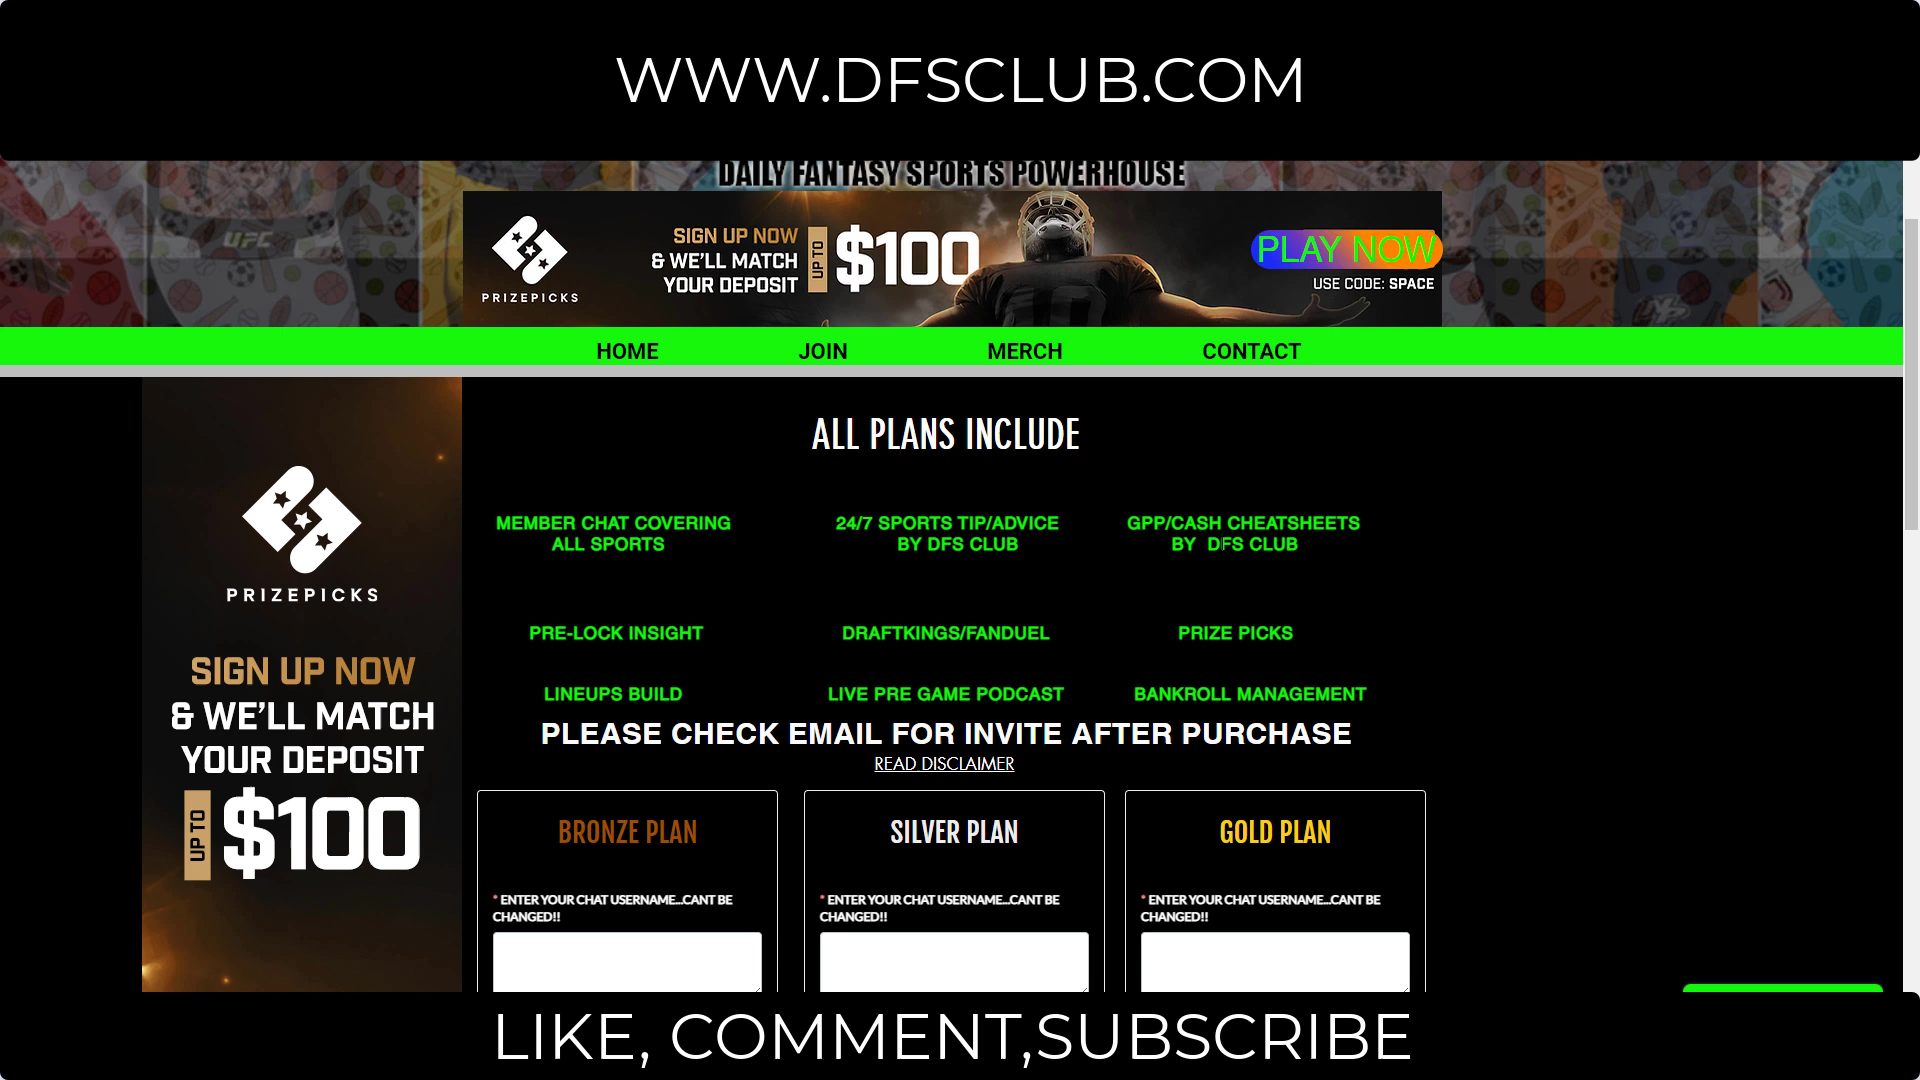 WWW.DFSCLUB.COM
DAILY FANTASY SPORTS POWERHOUSE
UFC
PRIZEPICKS
SIGN UP NOW
& WE'LL MATCH
YOUR DEPOSIT
UP TO
$100
PLAY NOW
USE CODE: SPACE
HOME JOIN MERCH CONTACT
PRIZEPICKS
SIGN UP NOW
& WE'LL MATCH
YOUR DEPOSIT
UP TO
$100
ALL PLANS INCLUDE
MEMBER CHAT COVERING
ALL SPORTS
24/7 SPORTS TIP/ADVICE
BY DFS CLUB
GPP/CASH CHEATSHEETS
BY DFS CLUB
PRE-LOCK INSIGHT
DRAFTKINGS/FANDUEL
PRIZE PICKS
LINEUPS BUILD
LIVE PRE GAME PODCAST
BANKROLL MANAGEMENT
PLEASE CHECK EMAIL FOR INVITE AFTER PURCHASE
READ DISCLAIMER
BRONZE PLAN
* ENTER YOUR CHAT USERNAME...CANT BE
CHANGED!!
SILVER PLAN
* ENTER YOUR CHAT USERNAME...CANT BE
CHANGED!!
GOLD PLAN
* ENTER YOUR CHAT USERNAME...CANT BE
CHANGED!!
LIKE, COMMENT,SUBSCRIBE